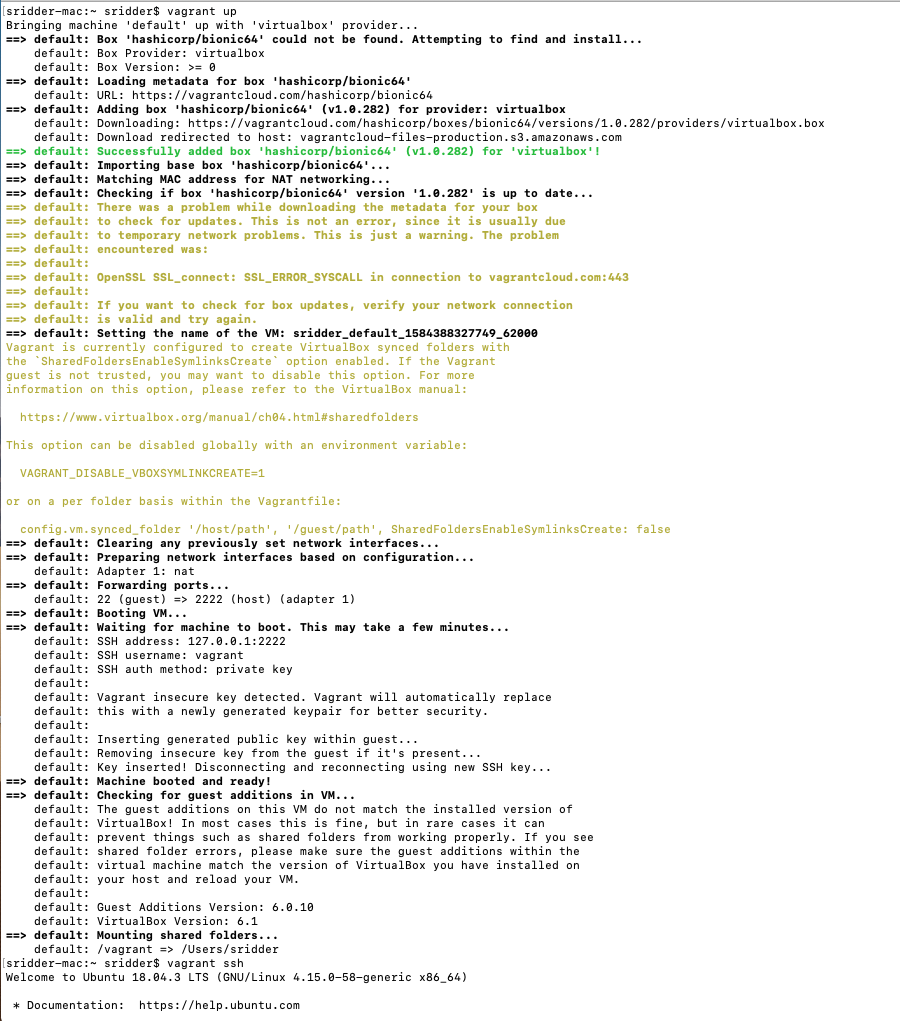 [sridder-mac:~ sridder$ vagrant up
Bringing machine 'default' up with 'virtualbox' provider...
==> default: Box 'hashicorp/bionic64' could not be found. Attempting to find and install...
    default: Box Provider: virtualbox
    default: Box Version: >= 0
==> default: Loading metadata for box 'hashicorp/bionic64'
    default: URL: https://vagrantcloud.com/hashicorp/bionic64
==> default: Adding box 'hashicorp/bionic64' (v1.0.282) for provider: virtualbox
    default: Downloading: https://vagrantcloud.com/hashicorp/boxes/bionic64/versions/1.0.282/providers/virtualbox.box
    default: Download redirected to host: vagrantcloud-files-production.s3.amazonaws.com
==> default: Successfully added box 'hashicorp/bionic64' (v1.0.282) for 'virtualbox'!
==> default: Importing base box 'hashicorp/bionic64'...
==> default: Matching MAC address for NAT networking...
==> default: Checking if box 'hashicorp/bionic64' version '1.0.282' is up to date...
==> default: There was a problem while downloading the metadata for your box
==> default: to check for updates. This is not an error, since it is usually due
==> default: to temporary network problems. This is just a warning. The problem
==> default: encountered was:
==> default:
==> default: OpenSSL SSL_connect: SSL_ERROR_SYSCALL in connection to vagrantcloud.com:443
==> default:
==> default: If you want to check for box updates, verify your network connection
==> default: is valid and try again.
==> default: Setting the name of the VM: sridder_default_1584388327749_62000
Vagrant is currently configured to create VirtualBox synced folders with
the `SharedFoldersEnableSymlinksCreate` option enabled. If the Vagrant
guest is not trusted, you may want to disable this option. For more
information on this option, please refer to the VirtualBox manual:

  https://www.virtualbox.org/manual/ch04.html#sharedfolders

This option can be disabled globally with an environment variable:

  VAGRANT_DISABLE_VBOXSYMLINKCREATE=1

or on a per folder basis within the Vagrantfile:

  config.vm.synced_folder '/host/path', '/guest/path', SharedFoldersEnableSymlinksCreate: false
==> default: Clearing any previously set network interfaces...
==> default: Preparing network interfaces based on configuration...
    default: Adapter 1: nat
==> default: Forwarding ports...
    default: 22 (guest) => 2222 (host) (adapter 1)
==> default: Booting VM...
==> default: Waiting for machine to boot. This may take a few minutes...
    default: SSH address: 127.0.0.1:2222
    default: SSH username: vagrant
    default: SSH auth method: private key
    default:
    default: Vagrant insecure key detected. Vagrant will automatically replace
    default: this with a newly generated keypair for better security.
    default:
    default: Inserting generated public key within guest...
    default: Removing insecure key from the guest if it's present...
    default: Key inserted! Disconnecting and reconnecting using new SSH key...
==> default: Machine booted and ready!
==> default: Checking for guest additions in VM...
    default: The guest additions on this VM do not match the installed version of
    default: VirtualBox! In most cases this is fine, but in rare cases it can
    default: prevent things such as shared folders from working properly. If you see
    default: shared folder errors, please make sure the guest additions within the
    default: virtual machine match the version of VirtualBox you have installed on
    default: your host and reload your VM.
    default:
    default: Guest Additions Version: 6.0.10
    default: VirtualBox Version: 6.1
==> default: Mounting shared folders...
    default: /vagrant => /Users/sridder
[sridder-mac:~ sridder$ vagrant ssh
Welcome to Ubuntu 18.04.3 LTS (GNU/Linux 4.15.0-58-generic x86_64)

 * Documentation:  https://help.ubuntu.com